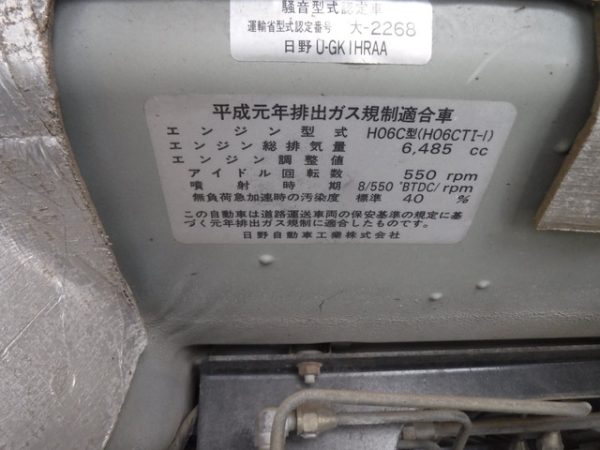 騒音型式認定車
運輸省型式認定番号 大-2268
日野 U-GK1HRAA
平成元年排出ガス規制適合車
エンジン型式 H06C型(H06CTI-I)
エンジン総排気量 6,485 cc
エンジン調整値
アイドル回転数 550 rpm
噴射時期 8/550 °BTDC/rpm
無負荷急加速時の汚染度 標準 40 %
この自動車は道路運送車両の保安基準の規定に基
づく元年排出ガス規制に適合したものです。
日野自動車工業株式会社